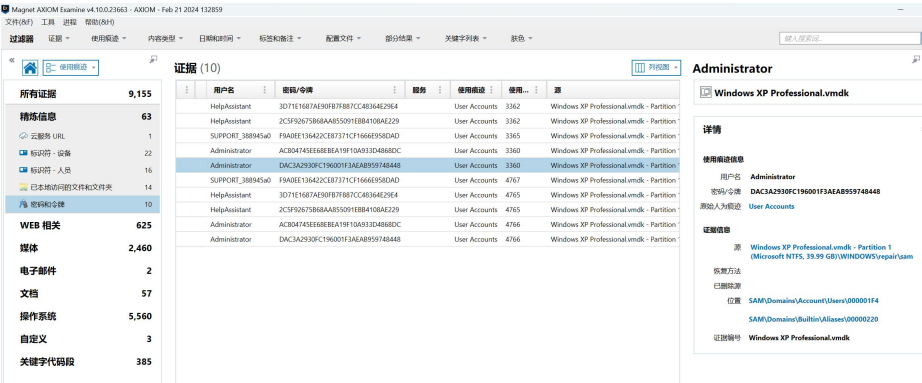 Magnet AXIOM Examine v4.10.0.23663 - AXIOM - Feb 21 2024 132859
文件(&F) 工具 进程 帮助(&H)
过滤器 证据 使用痕迹 内容类型 日期和时间 标签和备注 配置文件 部分结果 关键字列表 肤色 键入搜索词...
使用痕迹
所有证据 9,155
精炼信息 63
云服务 URL 1
标识符 - 设备 22
标识符 - 人员 16
已本地访问的文件和文件夹 14
密码和令牌 10
WEB 相关 625
媒体 2,460
电子邮件 2
文档 57
操作系统 5,560
自定义 3
关键字代码段 385
证据 (10) 列视图
用户名 密码/令牌 服务 使用痕迹 使用... 源
HelpAssistant 3D71E1687AE90FB7F887CC48364E29E4 User Accounts 3362 Windows XP Professional.vmdk - Partition 1
HelpAssistant 2C5F92675B68AA855091EBB4108AE229 User Accounts 3362 Windows XP Professional.vmdk - Partition 1
SUPPORT_388945a0 F9A0EE136422CE87371CF1666E958DAD User Accounts 3365 Windows XP Professional.vmdk - Partition 1
Administrator AC804745EE68EBEA19F10A933D4868DC User Accounts 3360 Windows XP Professional.vmdk - Partition 1
Administrator DAC3A2930FC196001F3AEAB959748448 User Accounts 3360 Windows XP Professional.vmdk - Partition 1
SUPPORT_388945a0 F9A0EE136422CE87371CF1666E958DAD User Accounts 4767 Windows XP Professional.vmdk - Partition 1
HelpAssistant 3D71E1687AE90FB7F887CC48364E29E4 User Accounts 4765 Windows XP Professional.vmdk - Partition 1
HelpAssistant 2C5F92675B68AA855091EBB4108AE229 User Accounts 4765 Windows XP Professional.vmdk - Partition 1
Administrator AC804745EE68EBEA19F10A933D4868DC User Accounts 4766 Windows XP Professional.vmdk - Partition 1
Administrator DAC3A2930FC196001F3AEAB959748448 User Accounts 4766 Windows XP Professional.vmdk - Partition 1
Administrator
Windows XP Professional.vmdk
详情
使用痕迹信息
用户名 Administrator
密码/令牌 DAC3A2930FC196001F3AEAB959748448
原始人为痕迹 User Accounts
证据信息
源 Windows XP Professional.vmdk - Partition 1
(Microsoft NTFS, 39.99 GB)\WINDOWS\repair\sam
恢复方法
已删除源
位置 SAM\Domains\Account\Users\000001F4
SAM\Domains\Builtin\Aliases\00000220
证据编号 Windows XP Professional.vmdk